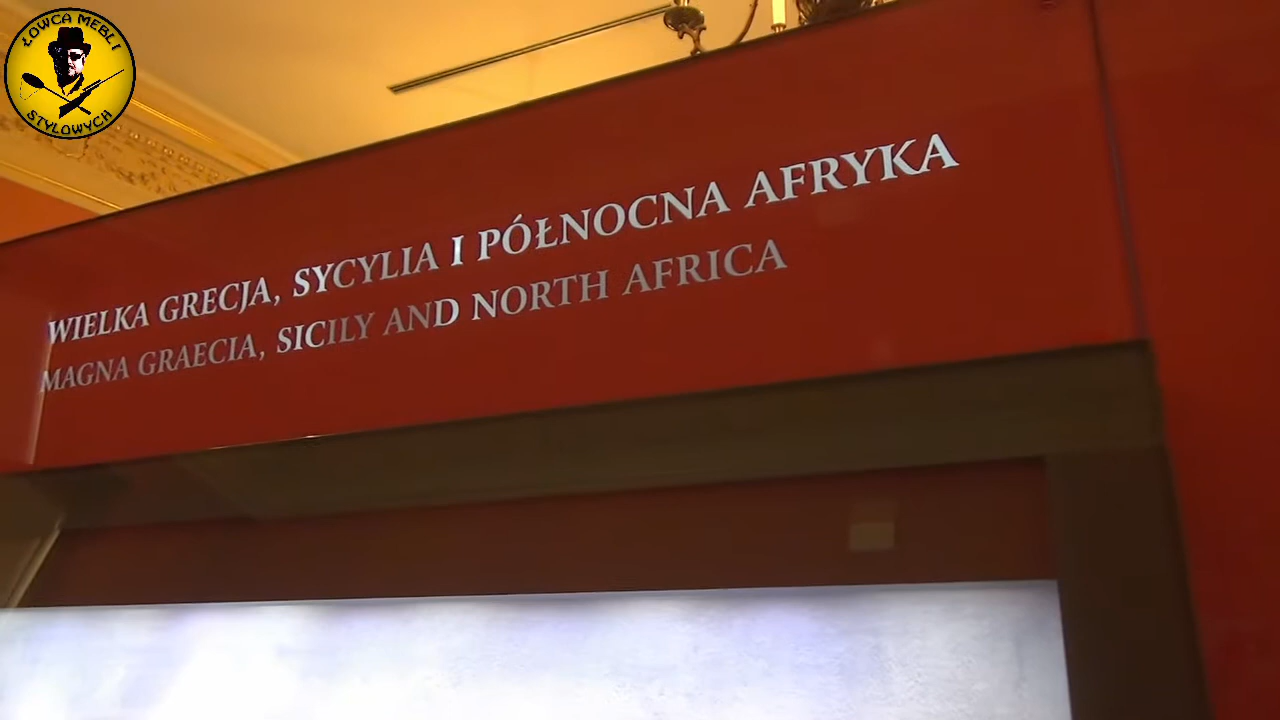 ŁOWCA MEBLI
STYLOWYCH
WIELKA GRECJA, SYCYLIA I PÓŁNOCNA AFRYKA
MAGNA GRAECIA, SICILY AND NORTH AFRICA